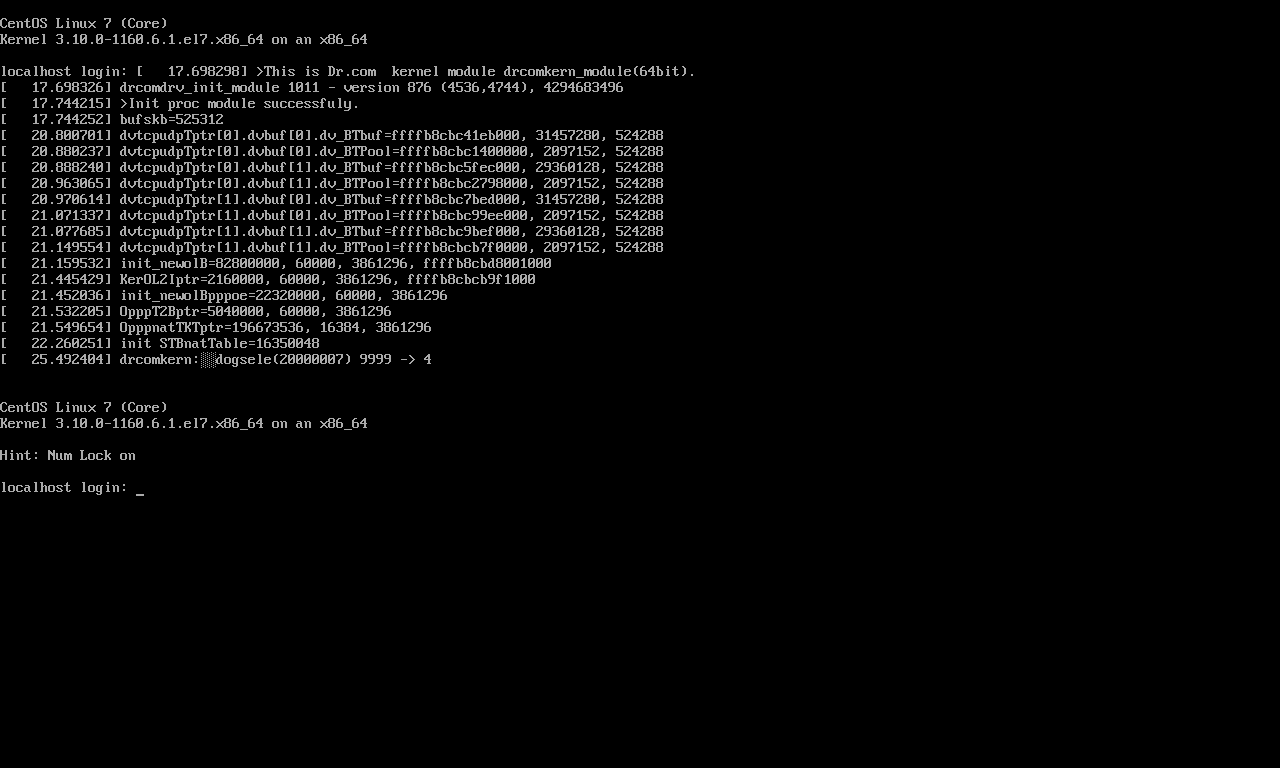 CentOS Linux 7 (Core)
Kernel 3.10.0-1160.6.1.el7.x86_64 on an x86_64
localhost login: [   17.698298] >This is Dr.com  kernel module drcomkern_module(64bit).
[   17.698326] drcomdrv_init_module 1011 - version 876 (4536,4744), 4294683496
[   17.744215] >Init proc module successfuly.
[   17.744252] bufskb=525312
[   20.800701] dvtcpudpTptr[0].dvbuf[0].dv_BTbuf=ffffb8cbc41eb000, 31457280, 524288
[   20.880237] dvtcpudpTptr[0].dvbuf[0].dv_BTPool=ffffb8cbc1400000, 2097152, 524288
[   20.888240] dvtcpudpTptr[0].dvbuf[1].dv_BTbuf=ffffb8cbc5fec000, 29360128, 524288
[   20.963065] dvtcpudpTptr[0].dvbuf[1].dv_BTPool=ffffb8cbc2798000, 2097152, 524288
[   20.970614] dvtcpudpTptr[1].dvbuf[0].dv_BTbuf=ffffb8cbc7bed000, 31457280, 524288
[   21.071337] dvtcpudpTptr[1].dvbuf[0].dv_BTPool=ffffb8cbc99ee000, 2097152, 524288
[   21.077685] dvtcpudpTptr[1].dvbuf[1].dv_BTbuf=ffffb8cbc9bef000, 29360128, 524288
[   21.149554] dvtcpudpTptr[1].dvbuf[1].dv_BTPool=ffffb8cbcb7f0000, 2097152, 524288
[   21.159532] init_newolB=82800000, 60000, 3861296, ffffb8cbd8001000
[   21.445429] KerOL2Iptr=2160000, 60000, 3861296, ffffb8cbcb9f1000
[   21.452036] init_newolBpppoe=22320000, 60000, 3861296
[   21.532205] OpppT2Bptr=5040000, 60000, 3861296
[   21.549654] OpppnatTKTptr=196673536, 16384, 3861296
[   22.260251] init STBnatTable=16350048
[   25.492404] drcomkern:▒▒dogsele(20000007) 9999 -> 4
CentOS Linux 7 (Core)
Kernel 3.10.0-1160.6.1.el7.x86_64 on an x86_64
Hint: Num Lock on
localhost login: _